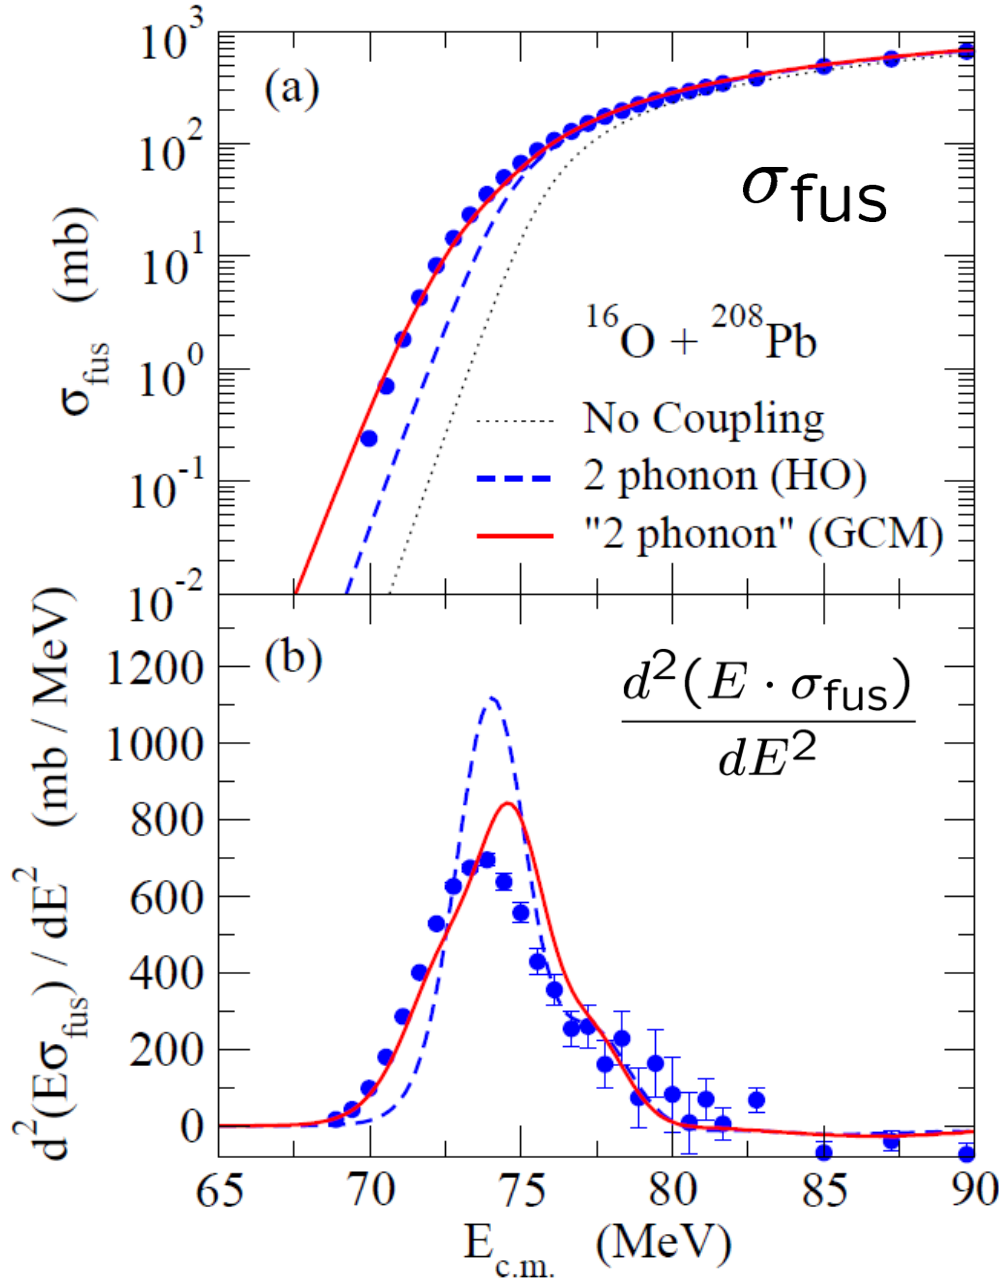 10^3
(a)
10^2
σ_fus
10^1
σ_fus (mb)
^16O + ^208Pb
10^0
No Coupling
10^-1
2 phonon (HO)
"2 phonon" (GCM)
10^-2
(b)
1200
d^2(E · σ_fus)
dE^2
1000
800
600
400
200
0
d^2(Eσ_fus) / dE^2 (mb / MeV)
65 70 75 80 85 90
E_c.m. (MeV)